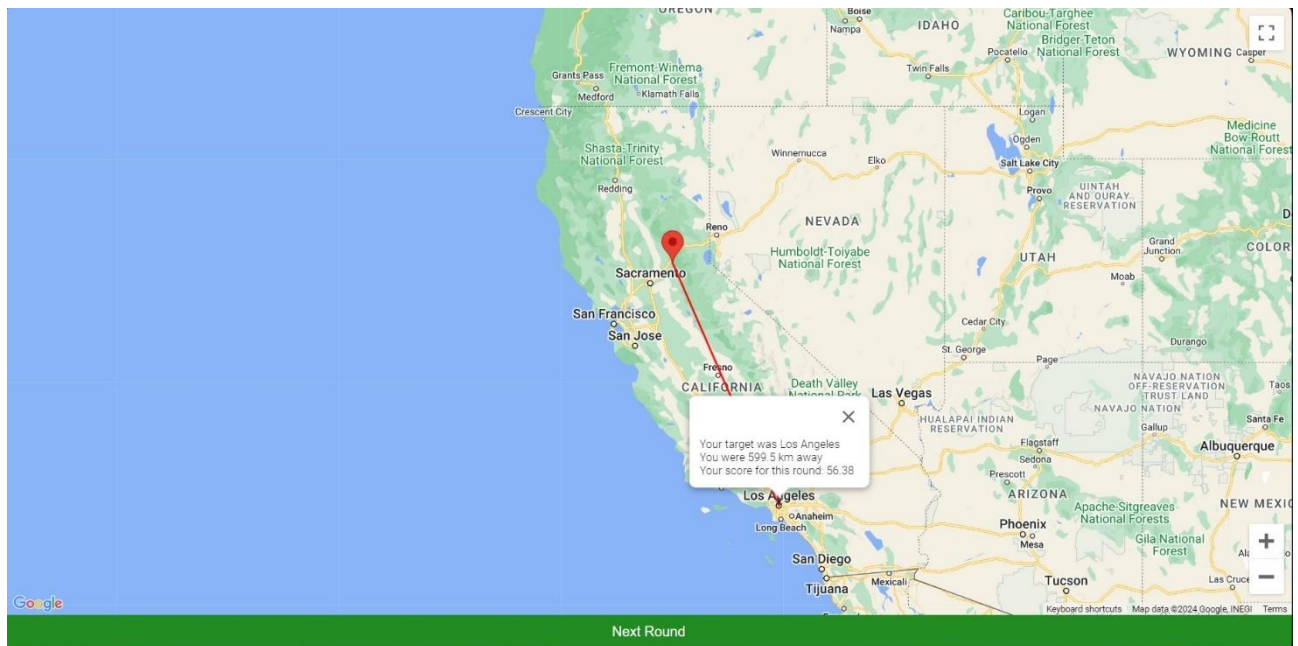 OREGON
Boise
Nampa
IDAHO
Caribou-Targhee
National Forest
Bridger-Teton
National Forest
Pocatello
WYOMING
Casper
Twin Falls
Grants Pass
Fremont-Winema
National Forest
Medford
Klamath Falls
Crescent City
Logan
Medicine
Bow-Routt
National Forest
Ogden
Shasta-Trinity
National Forest
Winnemucca
Elko
Salt Lake City
Redding
Provo
UINTAH
AND OURAY
RESERVATION
Reno
NEVADA
Grand
Junction
COLOR
Humboldt-Toiyabe
National Forest
UTAH
Sacramento
Moab
San Francisco
San Jose
Cedar City
St. George
Page
Durango
Fresno
CALIFORNIA
Death Valley
National Park
Las Vegas
NAVAJO NATION
OFF-RESERVATION
TRUST LAND
Taos
NAVAJO NATION
HUALAPAI INDIAN
RESERVATION
Gallup
Santa Fe
Flagstaff
Sedona
Albuquerque
Your target was Los Angeles
You were 599.5 km away
Your score for this round: 56.38
Prescott
ARIZONA
Los Angeles
Anaheim
Long Beach
Apache-Sitgreaves
National Forests
NEW MEXIC
Phoenix
Mesa
Gila National
Forest
San Diego
Tijuana
Mexicali
Tucson
Las Cruce
Google
Keyboard shortcuts
Map data ©2024 Google, INEGI
Terms
Next Round